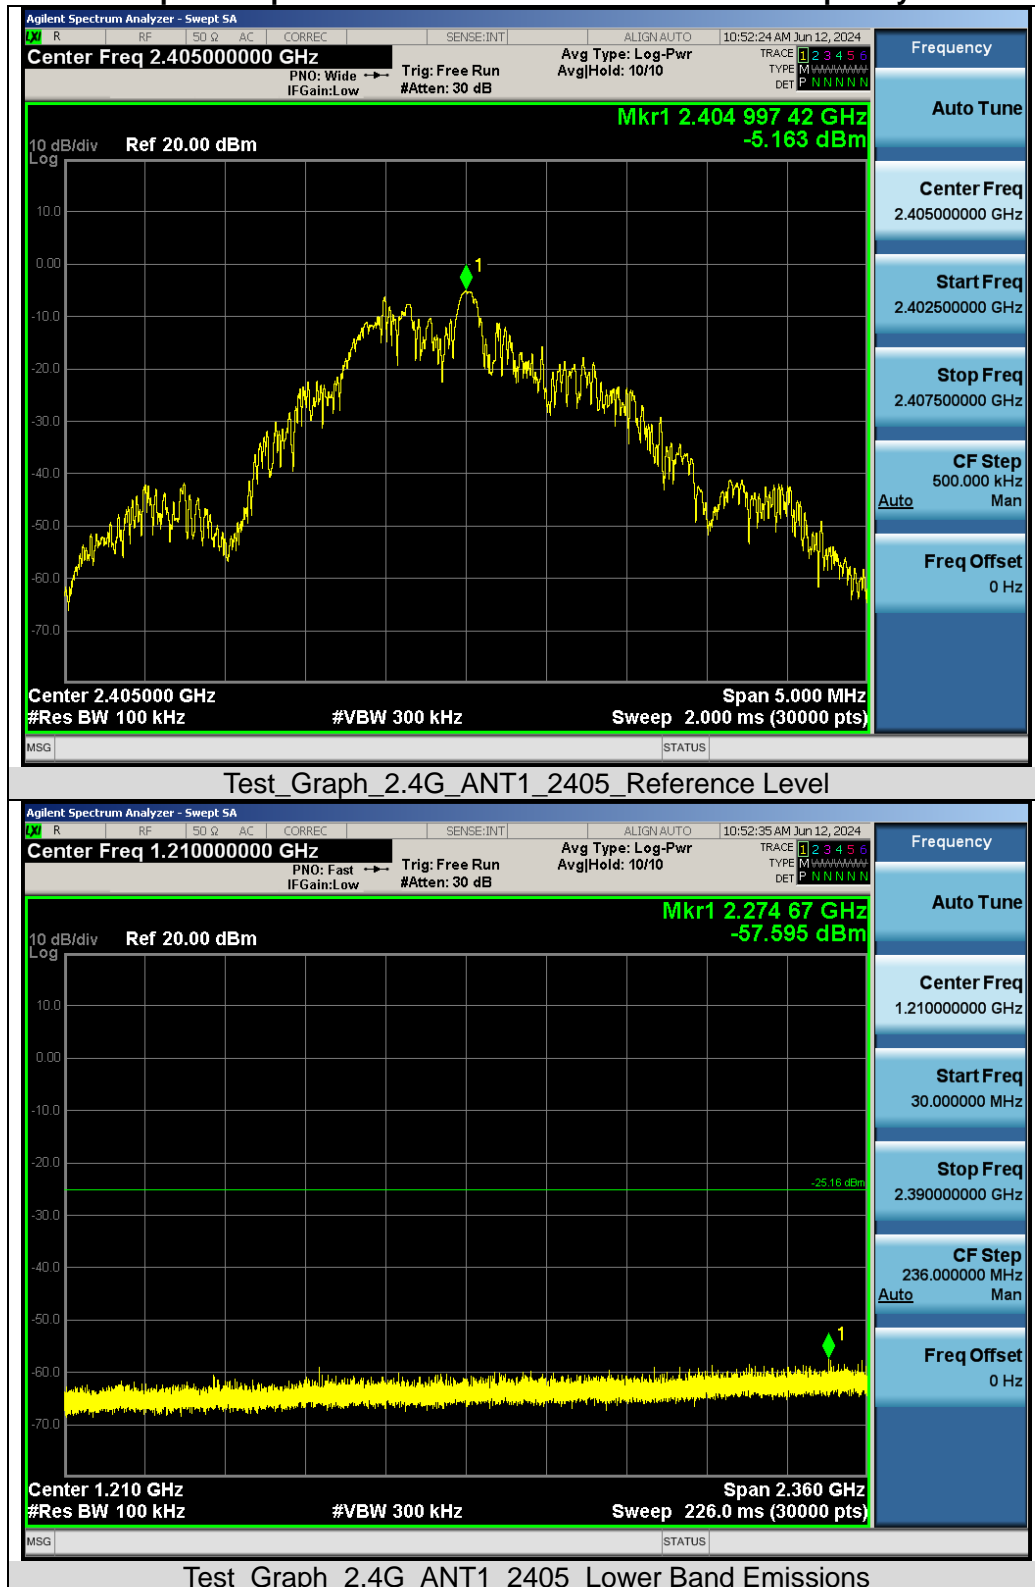 Agilent Spectrum Analyzer - Swept SA
LXI R RF 50 Ω AC CORREC SENSE:INT ALIGN AUTO 10:52:24 AM Jun 12, 2024
Center Freq 2.405000000 GHz
PNO: Wide
IFGain:Low
Trig: Free Run
#Atten: 30 dB
Avg Type: Log-Pwr
Avg|Hold: 10/10
TRACE 1 2 3 4 5 6
TYPE M
DET P N N N N N
Mkr1 2.404 997 42 GHz
-5.163 dBm
10 dB/div Ref 20.00 dBm
Log
10.0
0.00
-10.0
-20.0
-30.0
-40.0
-50.0
-60.0
-70.0
1
Center 2.405000 GHz Span 5.000 MHz
#Res BW 100 kHz #VBW 300 kHz Sweep 2.000 ms (30000 pts)
MSG STATUS
Frequency
Auto Tune
Center Freq
2.405000000 GHz
Start Freq
2.402500000 GHz
Stop Freq
2.407500000 GHz
CF Step
500.000 kHz
Auto Man
Freq Offset
0 Hz
Test_Graph_2.4G_ANT1_2405_Reference Level
Agilent Spectrum Analyzer - Swept SA
LXI R RF 50 Ω AC CORREC SENSE:INT ALIGN AUTO 10:52:35 AM Jun 12, 2024
Center Freq 1.210000000 GHz
PNO: Fast
IFGain:Low
Trig: Free Run
#Atten: 30 dB
Avg Type: Log-Pwr
Avg|Hold: 10/10
TRACE 1 2 3 4 5 6
TYPE M
DET P N N N N N
Mkr1 2.274 67 GHz
-57.595 dBm
10 dB/div Ref 20.00 dBm
Log
10.0
0.00
-10.0
-20.0
-30.0
-40.0
-50.0
-60.0
-70.0
-25.16 dBm
1
Center 1.210 GHz Span 2.360 GHz
#Res BW 100 kHz #VBW 300 kHz Sweep 226.0 ms (30000 pts)
MSG STATUS
Frequency
Auto Tune
Center Freq
1.210000000 GHz
Start Freq
30.000000 MHz
Stop Freq
2.390000000 GHz
CF Step
236.000000 MHz
Auto Man
Freq Offset
0 Hz
Test_Graph_2.4G_ANT1_2405_Lower Band Emissions